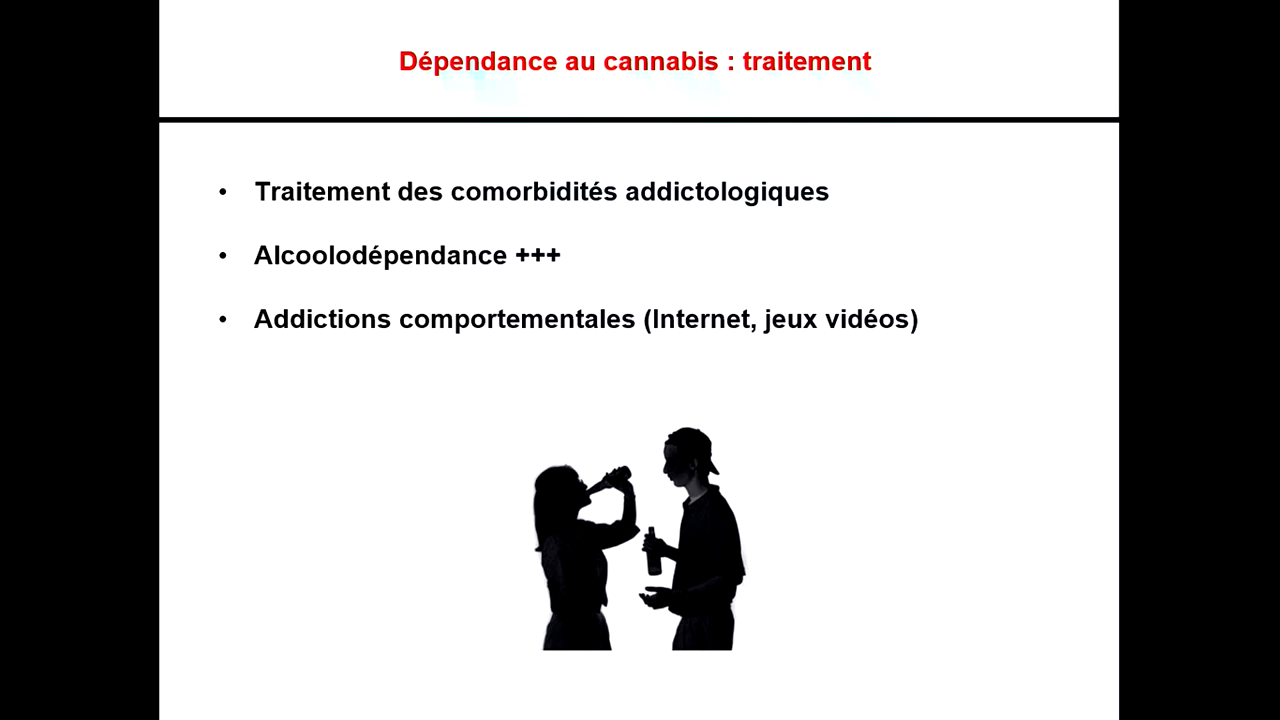 Dépendance au cannabis : traitement
• Traitement des comorbidités addictologiques
• Alcoolodépendance +++
• Addictions comportementales (Internet, jeux vidéos)